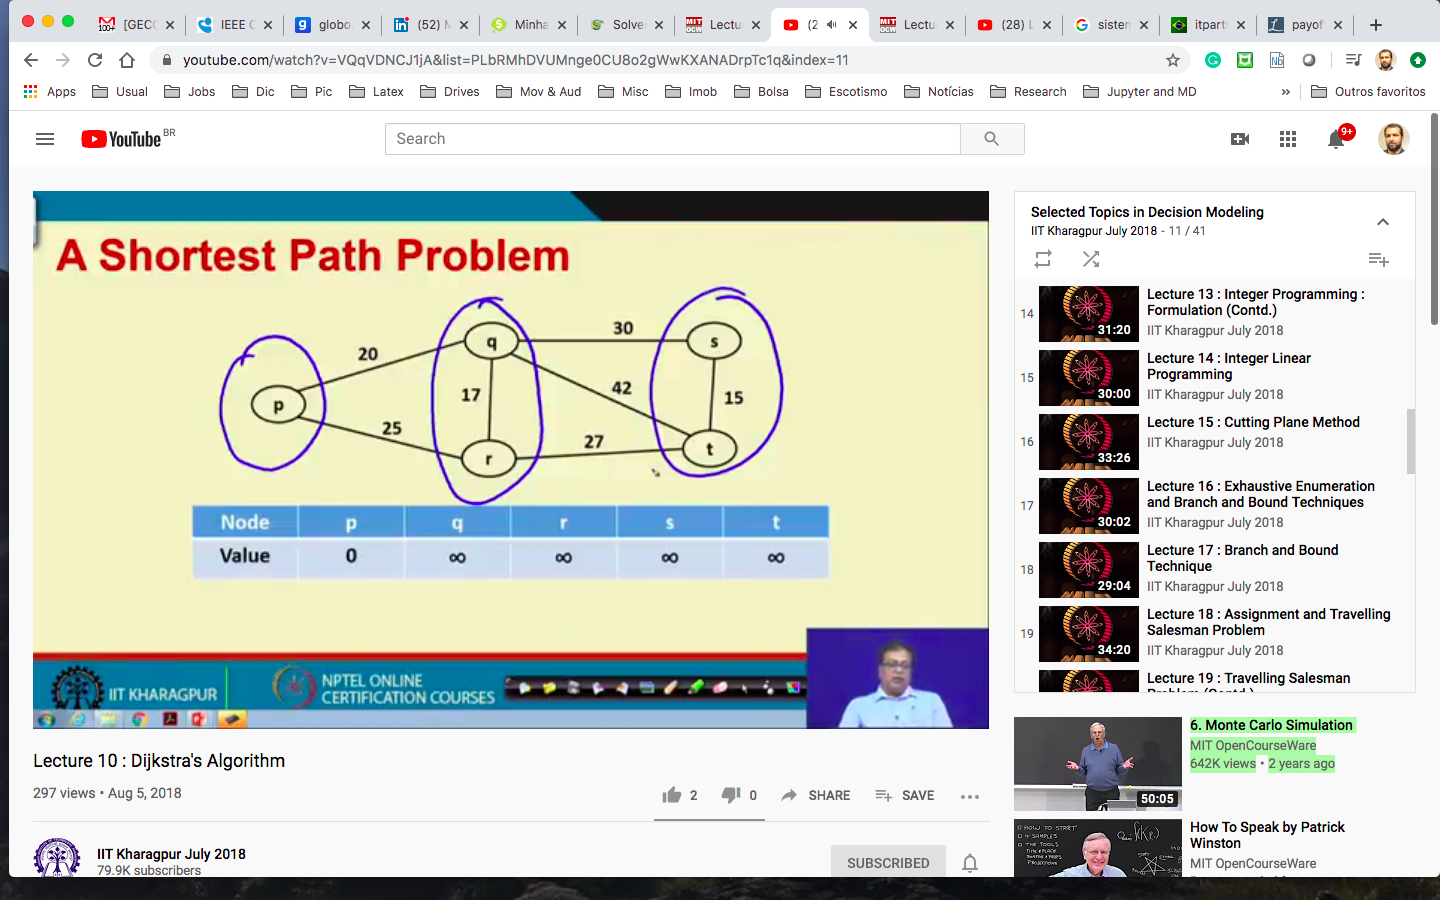 [GEC
IEEE C
globo.
(52) M
Minha
Solve
Lectu
(2
Lectu
(28) L
sistem
itpart
payof
youtube.com/watch?v=VQqVDNCJ1jA&list=PLbRMhDVUMnge0CU8o2gWwKXANADrpTc1q&index=11
Apps Usual Jobs Dic Pic Latex Drives Mov & Aud Misc Imob Bolsa Escotismo Notícias Research Jupyter and MD » Outros favoritos
YouTube BR
Search
9+
A Shortest Path Problem
p
q
r
s
t
20
25
17
30
42
27
15
Node p q r s t
Value 0 ∞ ∞ ∞ ∞
IIT KHARAGPUR
NPTEL ONLINE
CERTIFICATION COURSES
Lecture 10 : Dijkstra's Algorithm
297 views • Aug 5, 2018
2 0 SHARE SAVE
IIT Kharagpur July 2018
79.9K subscribers
SUBSCRIBED
Selected Topics in Decision Modeling
IIT Kharagpur July 2018 - 11 / 41
14
31:20
Lecture 13 : Integer Programming :
Formulation (Contd.)
IIT Kharagpur July 2018
15
30:00
Lecture 14 : Integer Linear
Programming
IIT Kharagpur July 2018
16
33:26
Lecture 15 : Cutting Plane Method
IIT Kharagpur July 2018
17
30:02
Lecture 16 : Exhaustive Enumeration
and Branch and Bound Techniques
IIT Kharagpur July 2018
18
29:04
Lecture 17 : Branch and Bound
Technique
IIT Kharagpur July 2018
19
34:20
Lecture 18 : Assignment and Travelling
Salesman Problem
IIT Kharagpur July 2018
Lecture 19 : Travelling Salesman
Problem (Contd.)
50:05
6. Monte Carlo Simulation
MIT OpenCourseWare
642K views • 2 years ago
How To Speak by Patrick
Winston
MIT OpenCourseWare